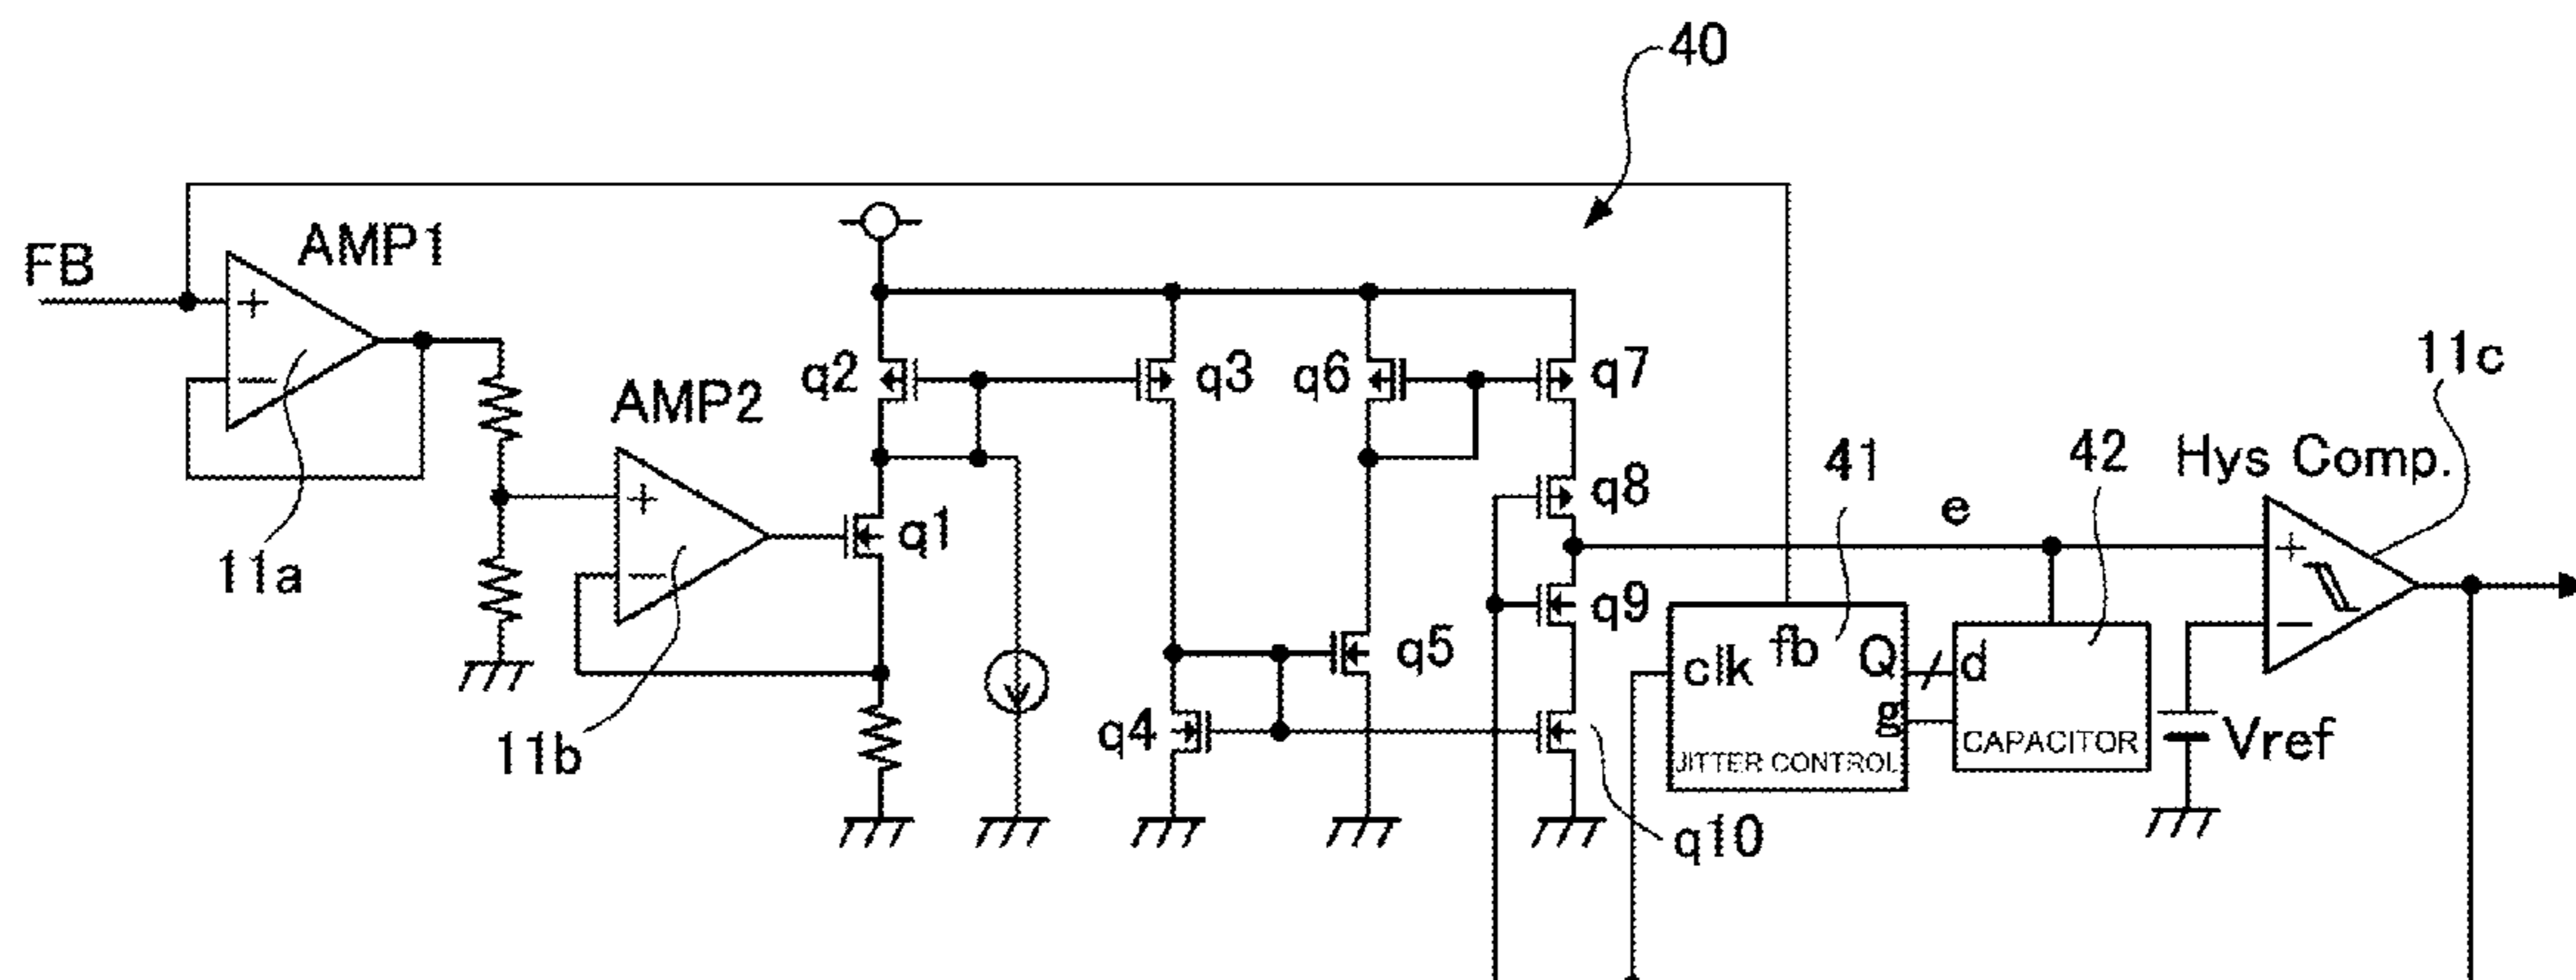 40
FB
AMP1
+
−
11a
AMP2
+
−
11b
q2
q3
q6
q7
q1
q8
q5
q9
q4
q10
41
42
e
Hys Comp.
11c
clk
fb
Q
g
JITTER CONTROL
d
CAPACITOR
+
−
Vref